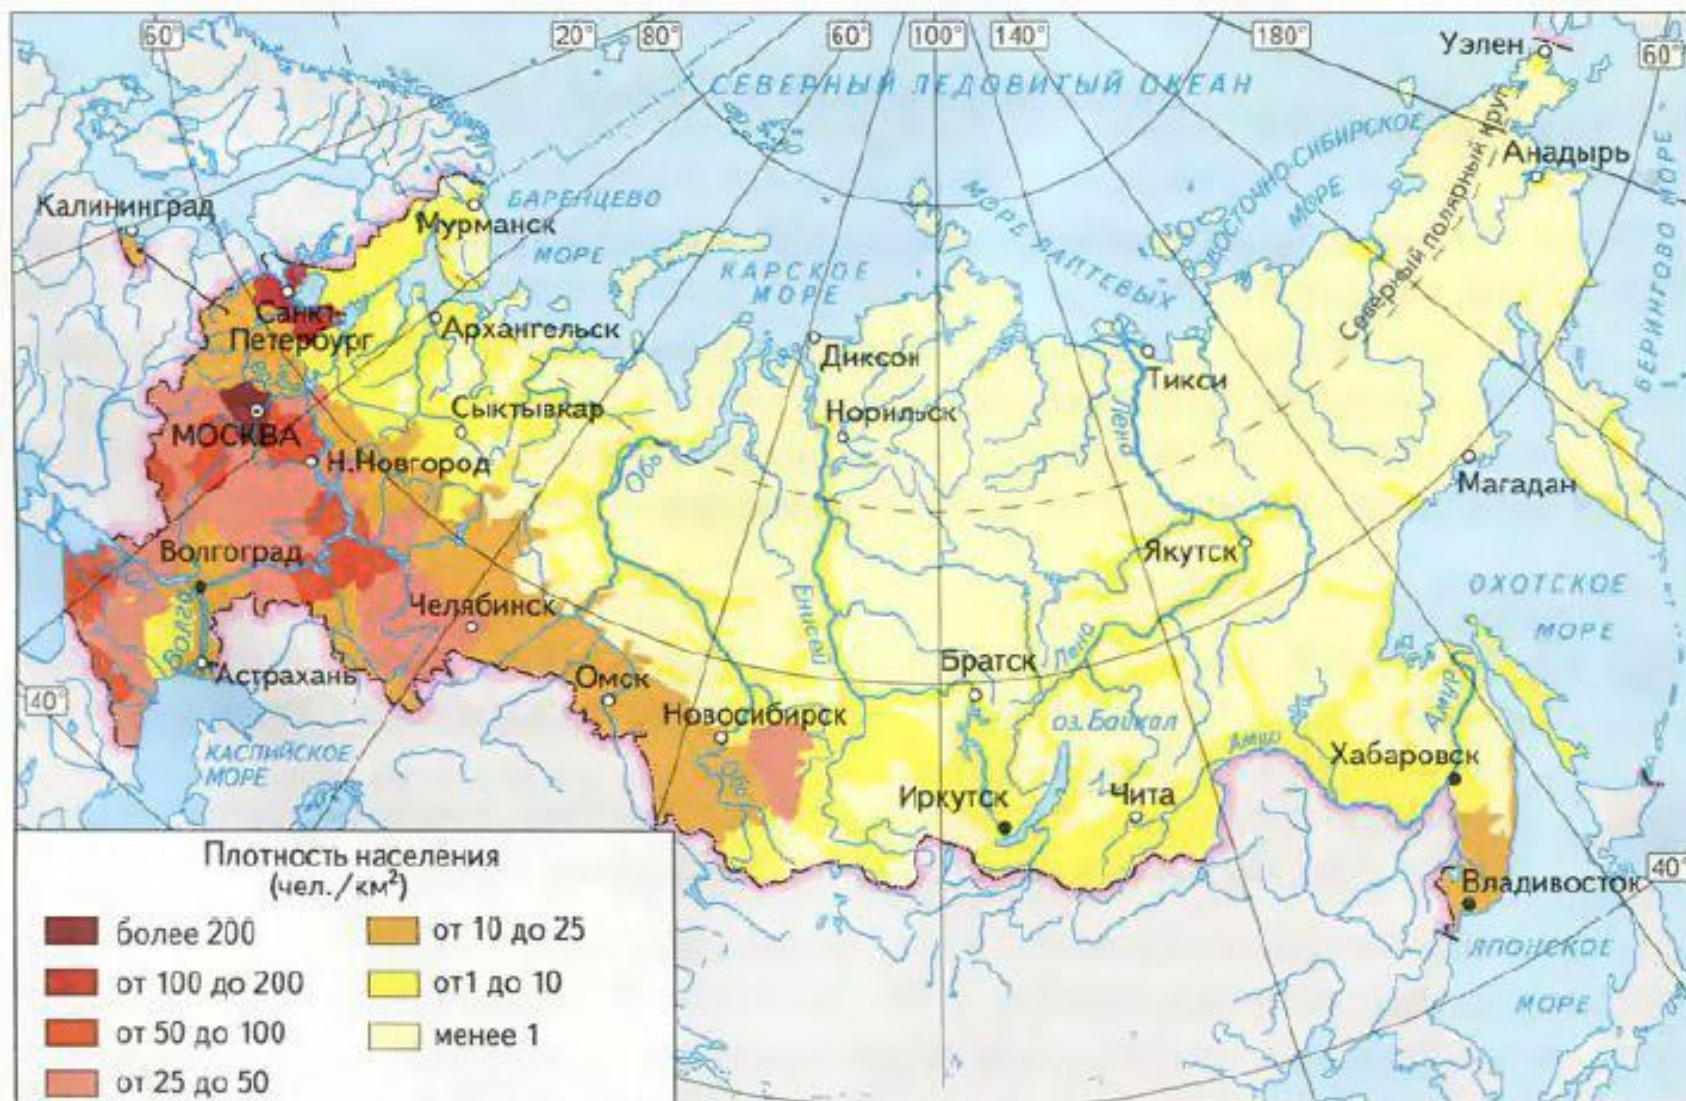 60°
20°
80°
60°
100°
140°
180°
Уэлен
60°
СЕВЕРНЫЙ ЛЕДОВИТЫЙ ОКЕАН
Северный полярный круг
Анадырь
БЕРИНГОВО МОРЕ
ВОСТОЧНО-СИБИРСКОЕ
МОРЕ
МОРЕ ЛАПТЕВЫХ
БАРЕНЦЕВО
МОРЕ
КАРСКОЕ
МОРЕ
Калининград
Мурманск
Санкт-
Петербург
Архангельск
Диксон
Тикси
Сыктывкар
Норильск
Лена
МОСКВА
Н.Новгород
Обь
Магадан
Волгоград
Якутск
Челябинск
Енисей
ОХОТСКОЕ
МОРЕ
Волга
Астрахань
Братск
Лена
Омск
Новосибирск
оз. Байкал
Амур
Амур
Хабаровск
40°
КАСПИЙСКОЕ
МОРЕ
Обь
Иркутск
Чита
40°
Владивосток
ЯПОНСКОЕ
МОРЕ
Плотность населения
(чел./км²)
более 200
от 100 до 200
от 50 до 100
от 25 до 50
от 10 до 25
от1 до 10
менее 1